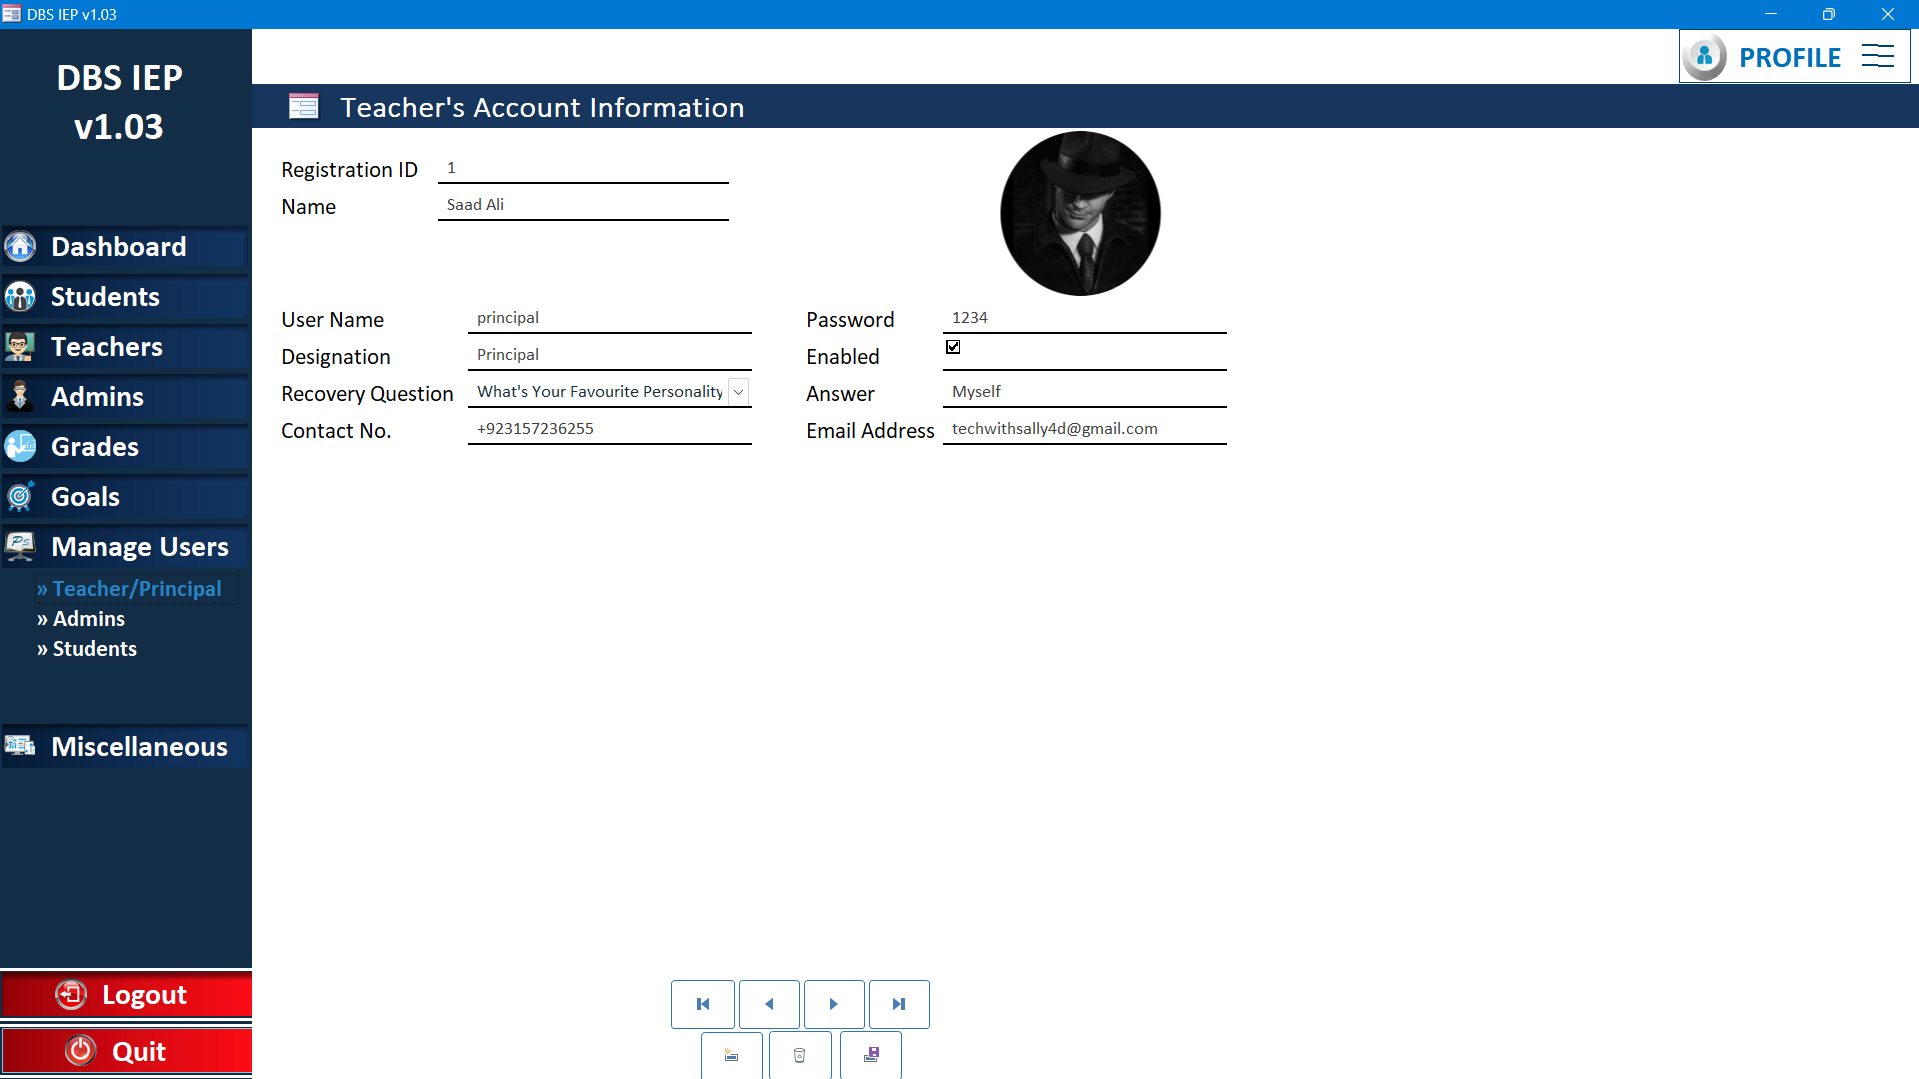 DBS IEP v1.03
DBS IEP
v1.03
PROFILE
Teacher's Account Information
Registration ID 1
Name Saad Ali
User Name principal Password 1234
Designation Principal Enabled
Recovery Question What's Your Favourite Personality Answer Myself
Contact No. +923157236255 Email Address techwithsally4d@gmail.com
Dashboard
Students
Teachers
Admins
Grades
Goals
Manage Users
» Teacher/Principal
» Admins
» Students
Miscellaneous
Logout
Quit